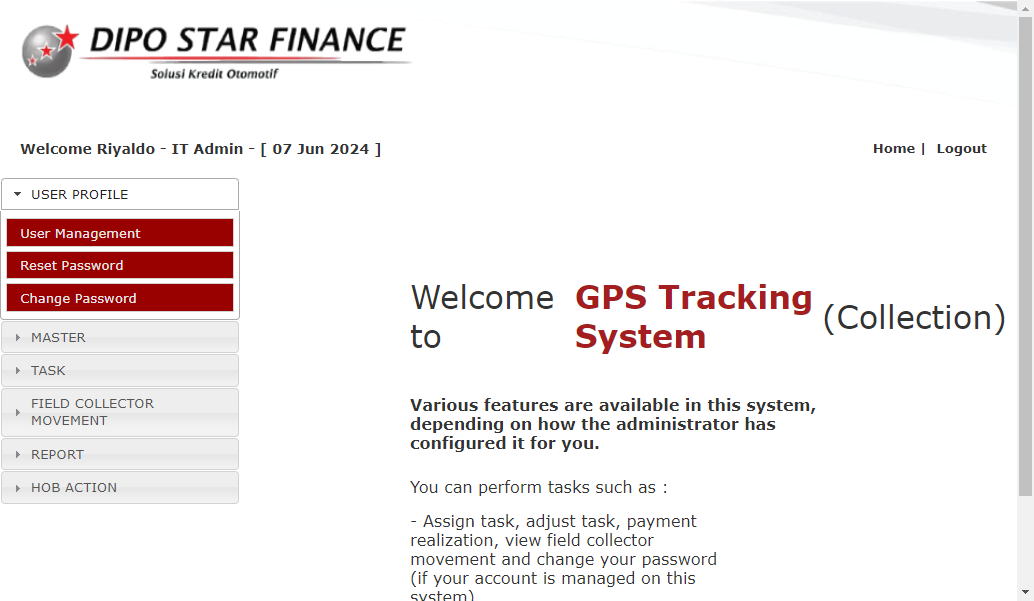 DIPO STAR FINANCE
Solusi Kredit Otomotif
Welcome Riyaldo - IT Admin - [ 07 Jun 2024 ]
Home | Logout
USER PROFILE
User Management
Reset Password
Change Password
MASTER
TASK
FIELD COLLECTOR
MOVEMENT
REPORT
HOB ACTION
Welcome
to
GPS Tracking
System
(Collection)
Various features are available in this system,
depending on how the administrator has
configured it for you.
You can perform tasks such as :
- Assign task, adjust task, payment
realization, view field collector
movement and change your password
(if your account is managed on this
system)